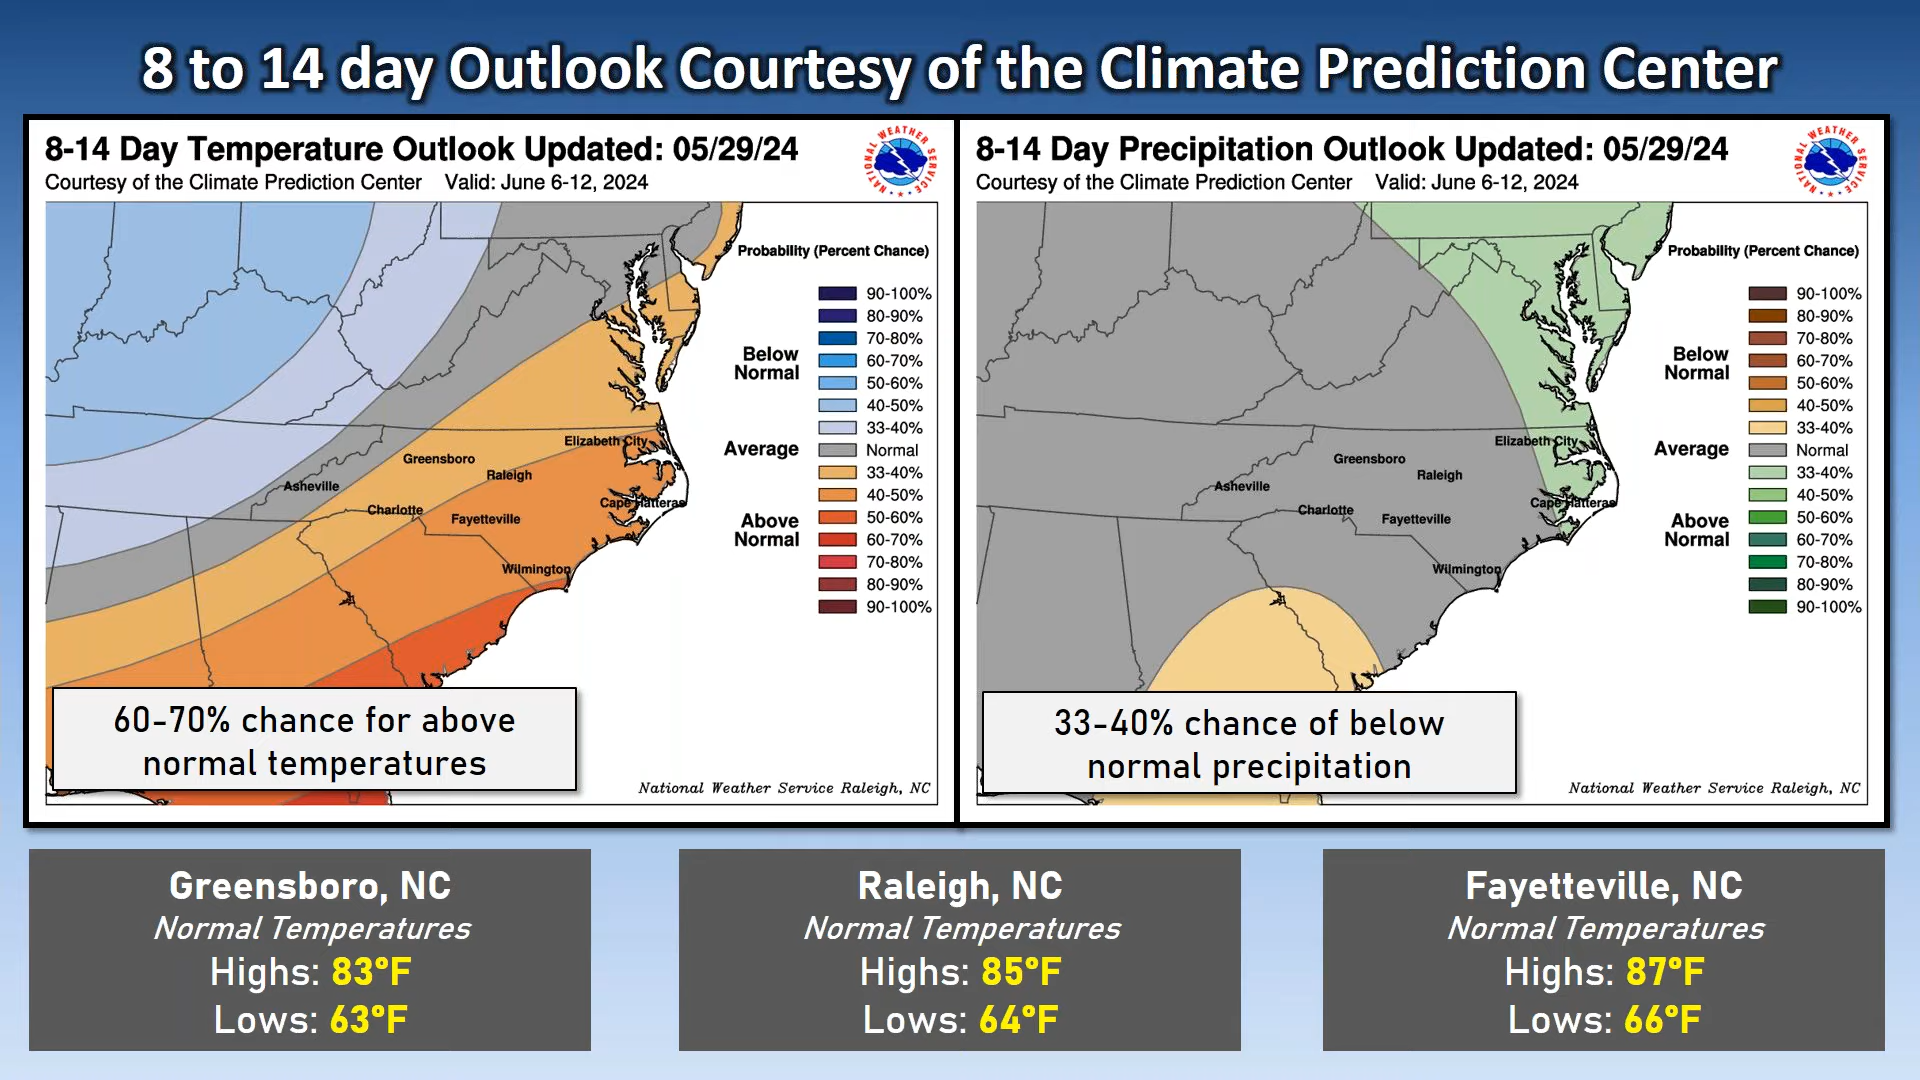 8 to 14 day Outlook Courtesy of the Climate Prediction Center
8-14 Day Temperature Outlook Updated: 05/29/24
Courtesy of the Climate Prediction Center Valid: June 6-12, 2024
NATIONAL WEATHER SERVICE
Probability (Percent Chance)
90-100%
80-90%
70-80%
60-70%
Below
Normal
50-60%
40-50%
33-40%
Average
Normal
33-40%
40-50%
50-60%
Above
Normal
60-70%
70-80%
80-90%
90-100%
Elizabeth City
Greensboro
Raleigh
Asheville
Cape Hatteras
Charlotte
Fayetteville
Wilmington
60-70% chance for above
normal temperatures
National Weather Service Raleigh, NC
8-14 Day Precipitation Outlook Updated: 05/29/24
Courtesy of the Climate Prediction Center Valid: June 6-12, 2024
NATIONAL WEATHER SERVICE
Probability (Percent Chance)
90-100%
80-90%
70-80%
60-70%
Below
Normal
50-60%
40-50%
33-40%
Average
Normal
33-40%
40-50%
50-60%
Above
Normal
60-70%
70-80%
80-90%
90-100%
Elizabeth City
Greensboro
Raleigh
Asheville
Cape Hatteras
Charlotte
Fayetteville
Wilmington
33-40% chance of below
normal precipitation
National Weather Service Raleigh, NC
Greensboro, NC
Normal Temperatures
Highs: 83°F
Lows: 63°F
Raleigh, NC
Normal Temperatures
Highs: 85°F
Lows: 64°F
Fayetteville, NC
Normal Temperatures
Highs: 87°F
Lows: 66°F